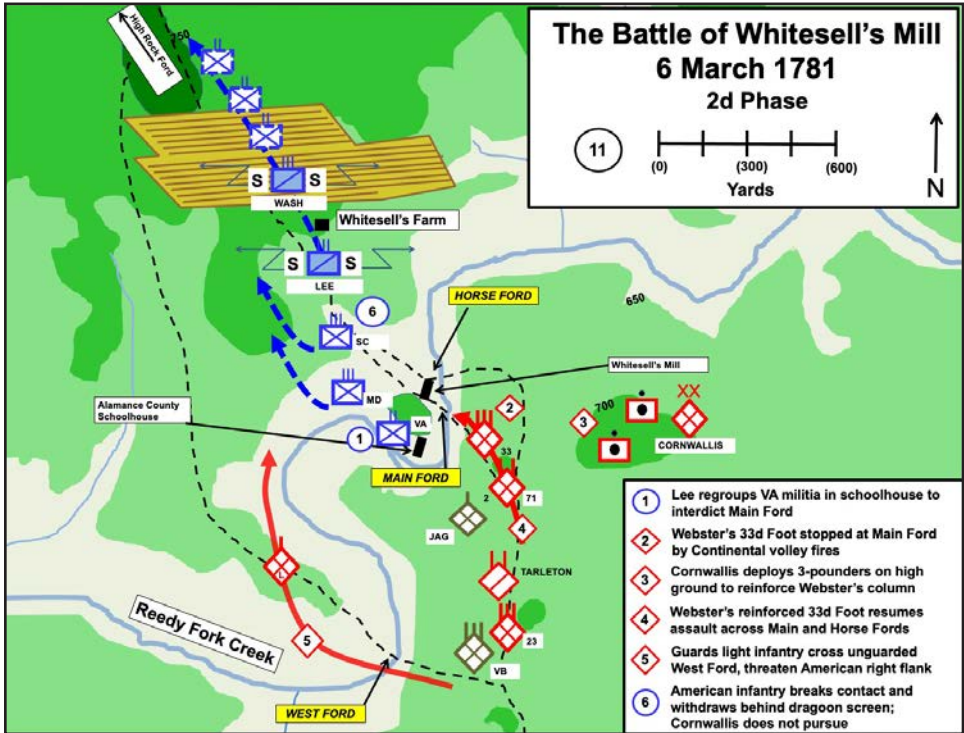 The Battle of Whitesell's Mill
6 March 1781
2d Phase
11
(0)
(300)
(600)
Yards
N
High Rock Ford
750
S
S
WASH
Whitesell's Farm
S
S
LEE
HORSE FORD
650
6
SC
Whitesell's Mill
Alamance County
Schoolhouse
MD
VA
1
MAIN FORD
2
33
3
700
XX
CORNWALLIS
2
71
JAG
4
TARLETON
L
5
23
VB
Reedy Fork Creek
WEST FORD
1
Lee regroups VA militia in schoolhouse to
interdict Main Ford
2
Webster's 33d Foot stopped at Main Ford
by Continental volley fires
3
Cornwallis deploys 3-pounders on high
ground to reinforce Webster's column
4
Webster's reinforced 33d Foot resumes
assault across Main and Horse Fords
5
Guards light infantry cross unguarded
West Ford, threaten American right flank
6
American infantry breaks contact and
withdraws behind dragoon screen;
Cornwallis does not pursue